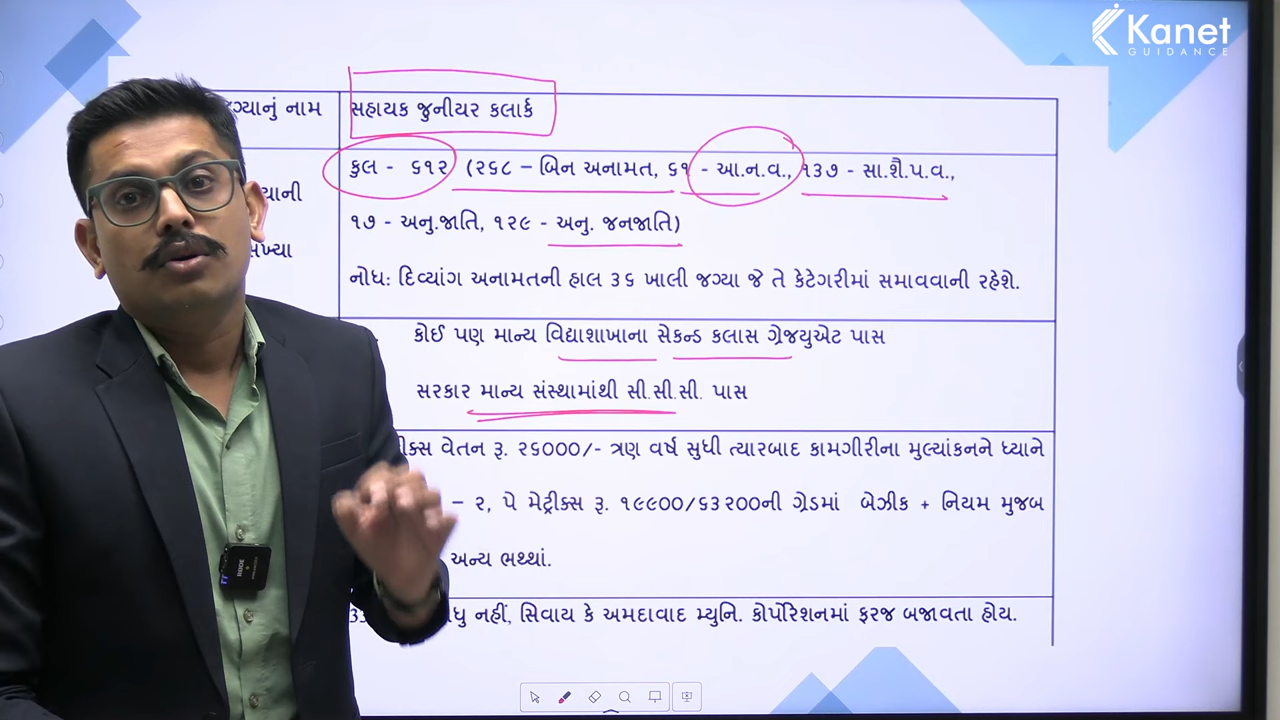 Kanet
GUIDANCE
જગ્યાનું નામ
સહાયક જુનીયર કલાર્ક
કુલ - ૬૧૨ (૨૬૮ – બિન અનામત, ૬૧ - આ.ન.વ., ૧૩૭ - સા.શૈ.પ.વ.,
૧૭ - અનુ.જાતિ, ૧૨૯ - અનુ. જનજાતિ)
નોધ: દિવ્યાંગ અનામતની હાલ ૩૬ ખાલી જગ્યા જે તે કેટેગરીમાં સમાવવાની રહેશે.
કોઈ પણ માન્ય વિદ્યાશાખાના સેકન્ડ કલાસ ગ્રેજયુએટ પાસ
સરકાર માન્ય સંસ્થામાંથી સી.સી.સી. પાસ
વેતન રૂ. ૨૬૦૦૦/- ત્રણ વર્ષ સુધી ત્યારબાદ કામગીરીના મુલ્યાંકનને ધ્યાને
– ૨, પે મેટ્રીક્સ રૂ. ૧૯૯૦૦/૬૩૨૦૦ની ગ્રેડમાં બેઝીક + નિયમ મુજબ
અન્ય ભથ્થાં.
નહીં, સિવાય કે અમદાવાદ મ્યુનિ. કોર્પોરેશનમાં ફરજ બજાવતા હોય.
RODE